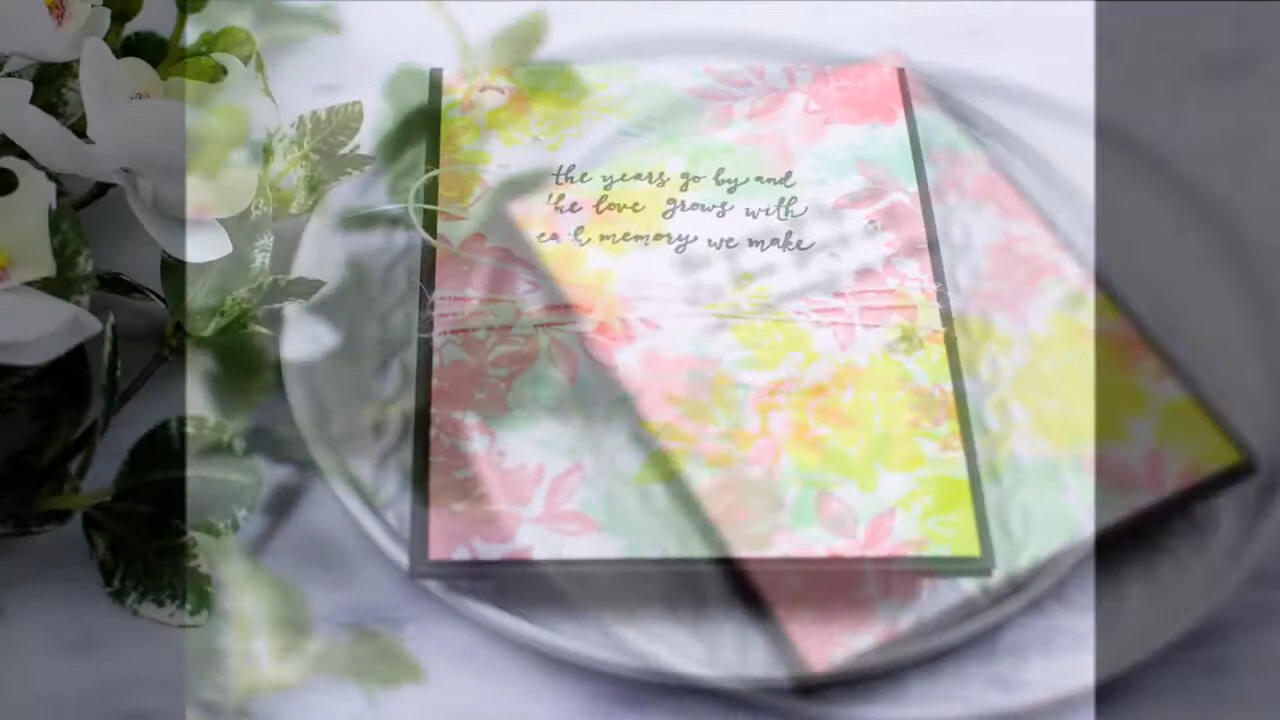 the years go by and
the love grows with
each memory we make